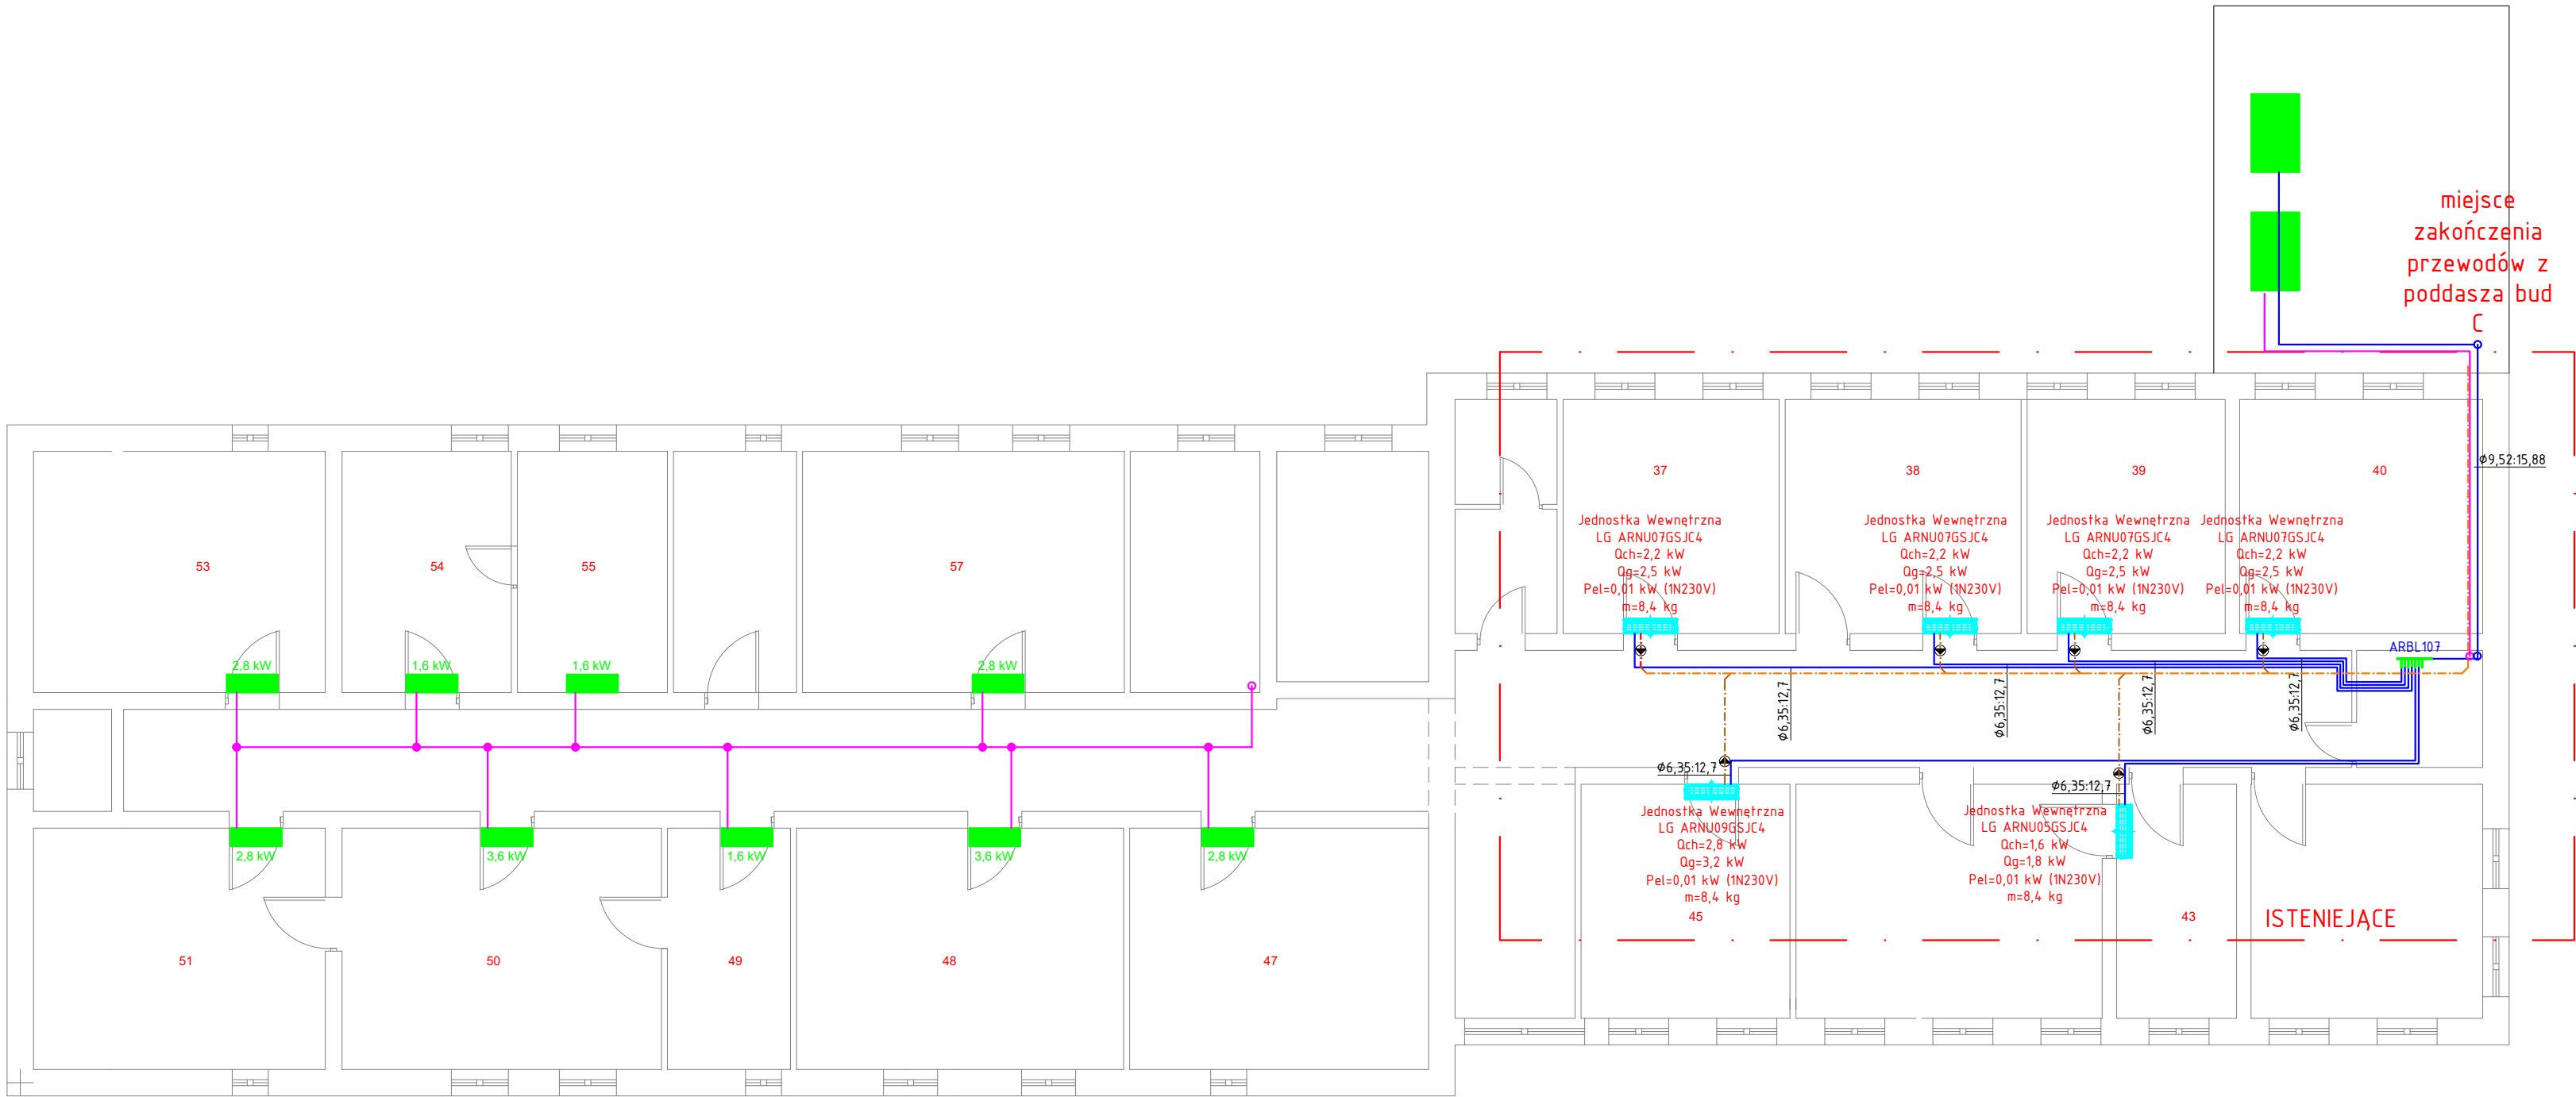 miejsce
zakończenia
przewodów z
poddasza bud
C
Ø9,52:15,88
37
38
39
40
Jednostka Wewnętrzna
LG ARNU07GSJC4
Qch=2,2 kW
Qg=2,5 kW
Pel=0,01 kW (1N230V)
m=8,4 kg
Jednostka Wewnętrzna
LG ARNU07GSJC4
Qch=2,2 kW
Qg=2,5 kW
Pel=0,01 kW (1N230V)
m=8,4 kg
Jednostka Wewnętrzna
LG ARNU07GSJC4
Qch=2,2 kW
Qg=2,5 kW
Pel=0,01 kW (1N230V)
m=8,4 kg
Jednostka Wewnętrzna
LG ARNU07GSJC4
Qch=2,2 kW
Qg=2,5 kW
Pel=0,01 kW (1N230V)
m=8,4 kg
53
54
55
57
2,8 kW
1,6 kW
1,6 kW
2,8 kW
ARBL107
Ø6,35:12,7
Ø6,35:12,7
Ø6,35:12,7
Ø6,35:12,7
Ø6,35:12,7
Ø6,35:12,7
2,8 kW
3,6 kW
1,6 kW
3,6 kW
2,8 kW
Jednostka Wewnętrzna
LG ARNU09GSJC4
Qch=2,8 kW
Qg=3,2 kW
Pel=0,01 kW (1N230V)
m=8,4 kg
45
Jednostka Wewnętrzna
LG ARNU05GSJC4
Qch=1,6 kW
Qg=1,8 kW
Pel=0,01 kW (1N230V)
m=8,4 kg
43
ISTENIEJĄCE
51
50
49
48
47